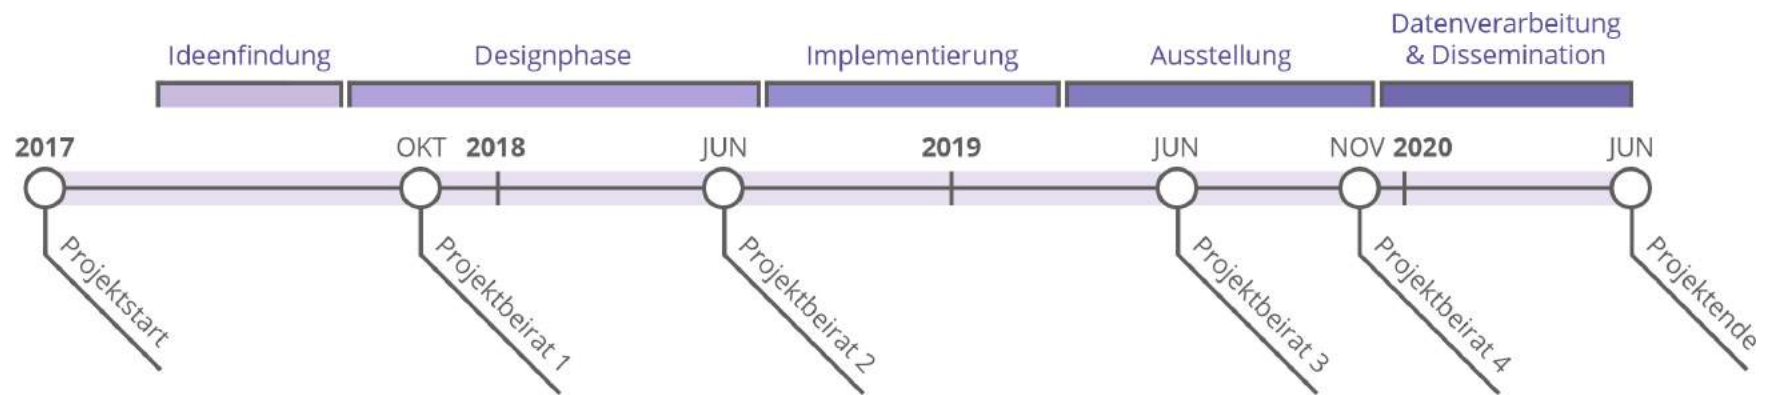 Ideenfindung
Designphase
Implementierung
Ausstellung
Datenverarbeitung
& Dissemination
2017
OKT
2018
JUN
2019
JUN
NOV
2020
JUN
Projektstart
Projektbeirat 1
Projektbeirat 2
Projektbeirat 3
Projektbeirat 4
Projektende